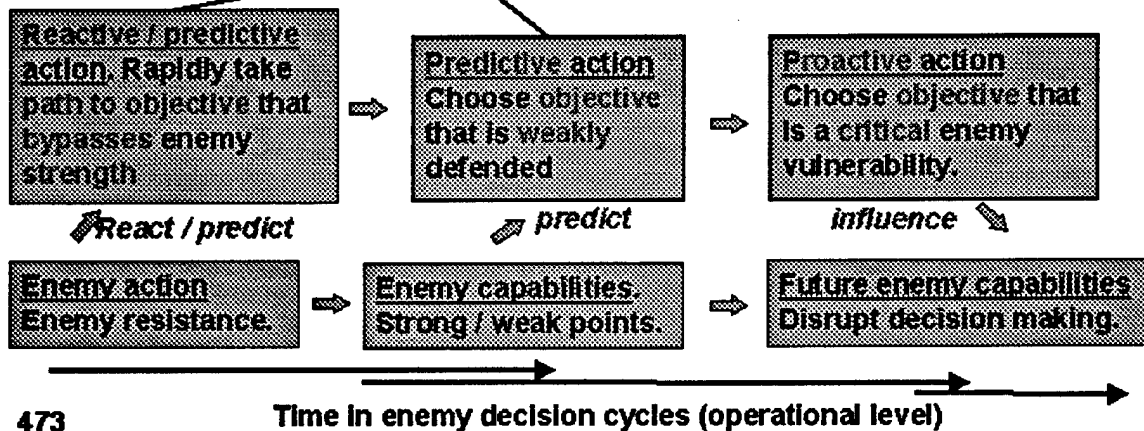 Reactive / predictive
action. Rapidly take
path to objective that
bypasses enemy
strength
Predictive action
Choose objective
that is weakly
defended
Proactive action
Choose objective that
is a critical enemy
vulnerability.
React / predict
predict
influence
Enemy action
Enemy resistance.
Enemy capabilities.
Strong / weak points.
Future enemy capabilities
Disrupt decision making.
473
Time in enemy decision cycles (operational level)